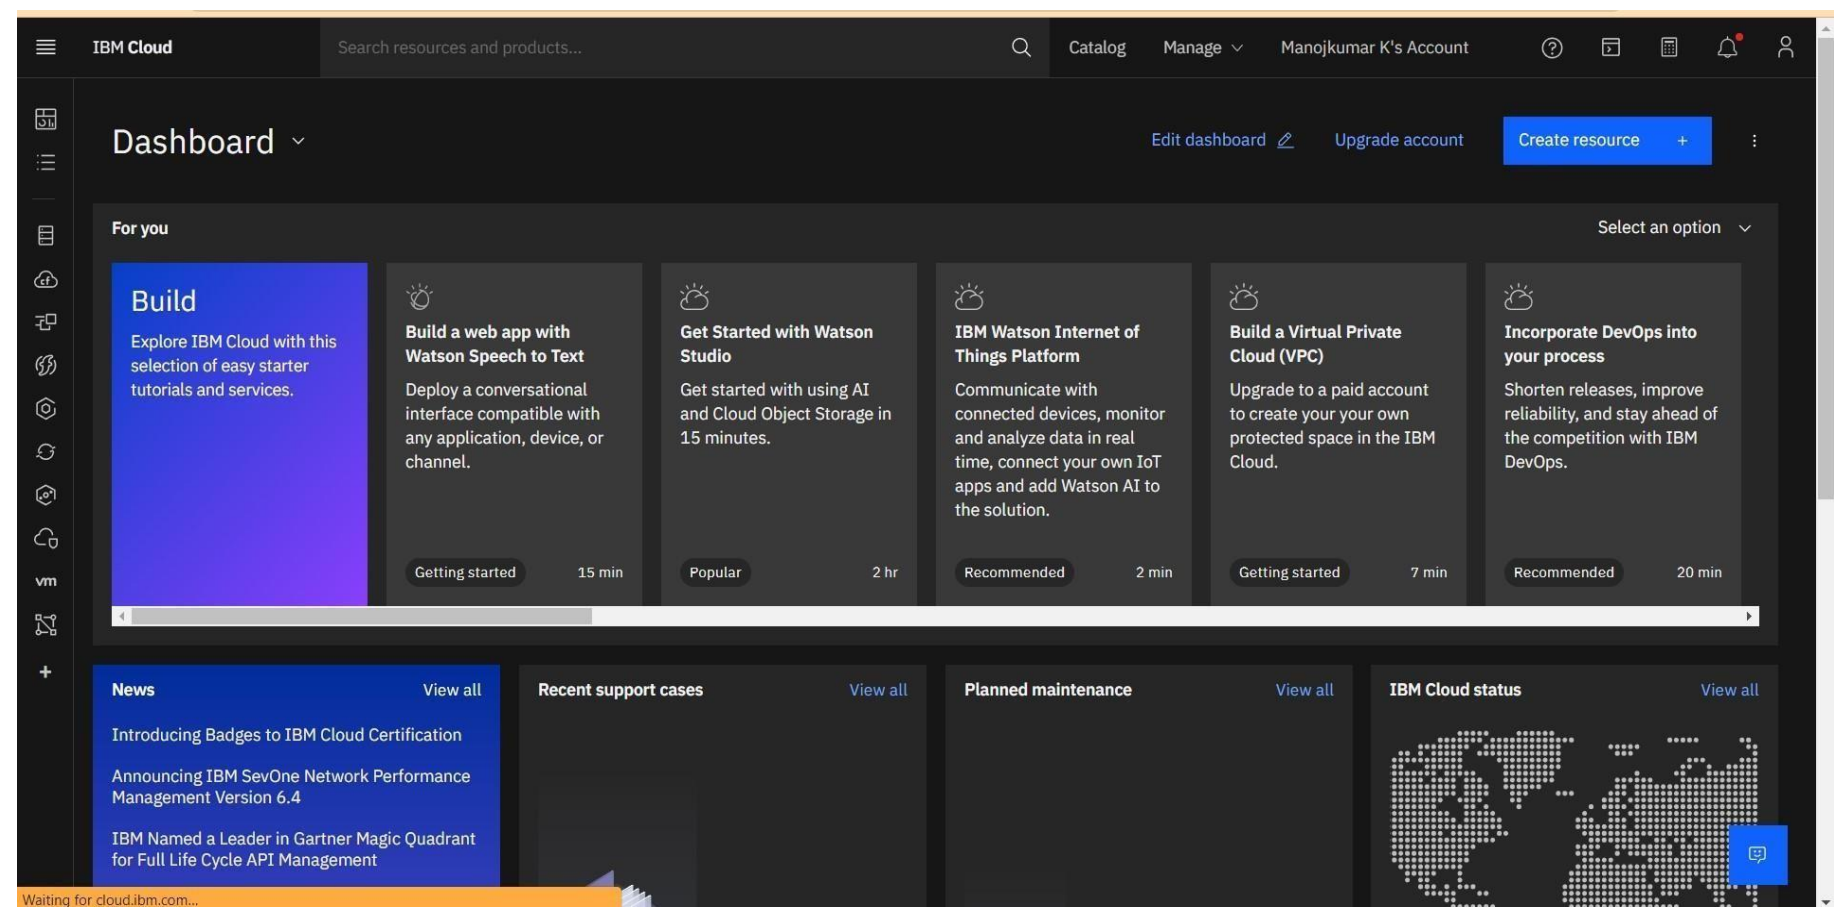 IBM Cloud
Search resources and products...
Catalog
Manage
Manojkumar K's Account
Dashboard
Edit dashboard
Upgrade account
Create resource +
For you
Select an option
Build
Explore IBM Cloud with this
selection of easy starter
tutorials and services.
Build a web app with
Watson Speech to Text
Deploy a conversational
interface compatible with
any application, device, or
channel.
Getting started
15 min
Get Started with Watson
Studio
Get started with using AI
and Cloud Object Storage in
15 minutes.
Popular
2 hr
IBM Watson Internet of
Things Platform
Communicate with
connected devices, monitor
and analyze data in real
time, connect your own IoT
apps and add Watson AI to
the solution.
Recommended
2 min
Build a Virtual Private
Cloud (VPC)
Upgrade to a paid account
to create your your own
protected space in the IBM
Cloud.
Getting started
7 min
Incorporate DevOps into
your process
Shorten releases, improve
reliability, and stay ahead of
the competition with IBM
DevOps.
Recommended
20 min
vm
News
View all
Introducing Badges to IBM Cloud Certification
Announcing IBM SevOne Network Performance
Management Version 6.4
IBM Named a Leader in Gartner Magic Quadrant
for Full Life Cycle API Management
Recent support cases
View all
Planned maintenance
View all
IBM Cloud status
View all
Waiting for cloud.ibm.com...